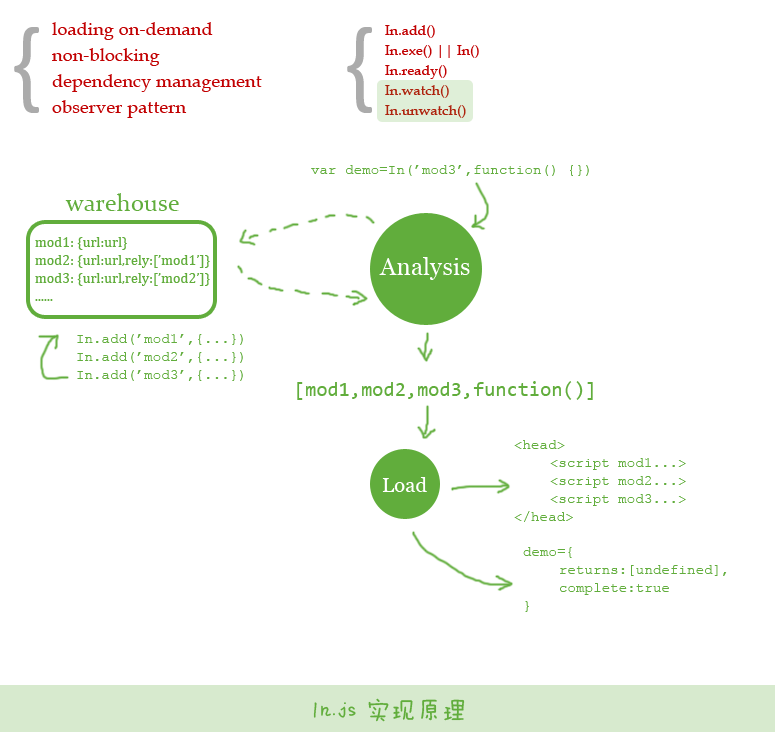 loading on-demand
non-blocking
dependency management
observer pattern
In.add()
In.exe() || In()
In.ready()
In.watch()
In.unwatch()
var demo=In('mod3',function() {})
warehouse
mod1: {url:url}
mod2: {url:url,rely:['mod1']}
mod3: {url:url,rely:['mod2']}
......
In.add('mod1',{...})
In.add('mod2',{...})
In.add('mod3',{...})
Analysis
[mod1,mod2,mod3,function()]
Load
<head>
<script mod1...>
<script mod2...>
<script mod3...>
</head>
demo={
returns:[undefined],
complete:true
}
In.js 实现原理